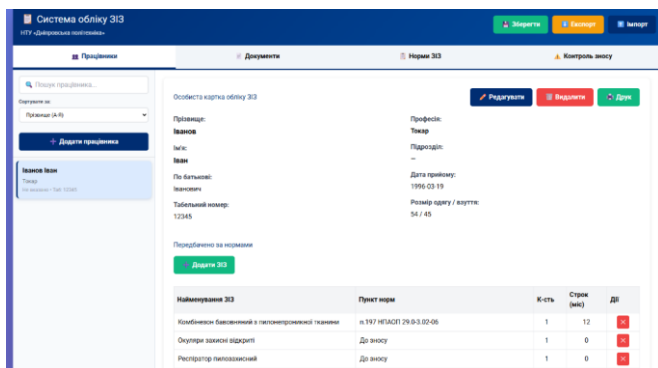 Система обліку ЗІЗ
НТУ «Дніпровська політехніка»
Зберегти
Експорт
Імпорт
Працівники
Документи
Норми ЗІЗ
Контроль зносу
Пошук працівника...
Сортувати за:
Прізвище (А-Я)
Додати працівника
Іванов Іван
Токар
Таб: 12345
Особиста картка обліку ЗІЗ
Редагувати
Видалити
Друк
Прізвище:
Іванов
Ім'я:
Іван
По батькові:
Іванович
Табельний номер:
12345
Професія:
Токар
Підрозділ:
—
Дата прийому:
1996-03-19
Розмір одягу / взуття:
54 / 45
Передбачено за нормами
+ Додати ЗІЗ
Найменування ЗІЗ Пункт норм К-сть Строк (міс) Дії
Комбінезон бавовняний з пилонепроникної тканини п.197 НПАОП 29.0-3.02-06 1 12 ×
Окуляри захисні відкриті До зносу 1 0 ×
Респіратор пилозахисний До зносу 1 0 ×